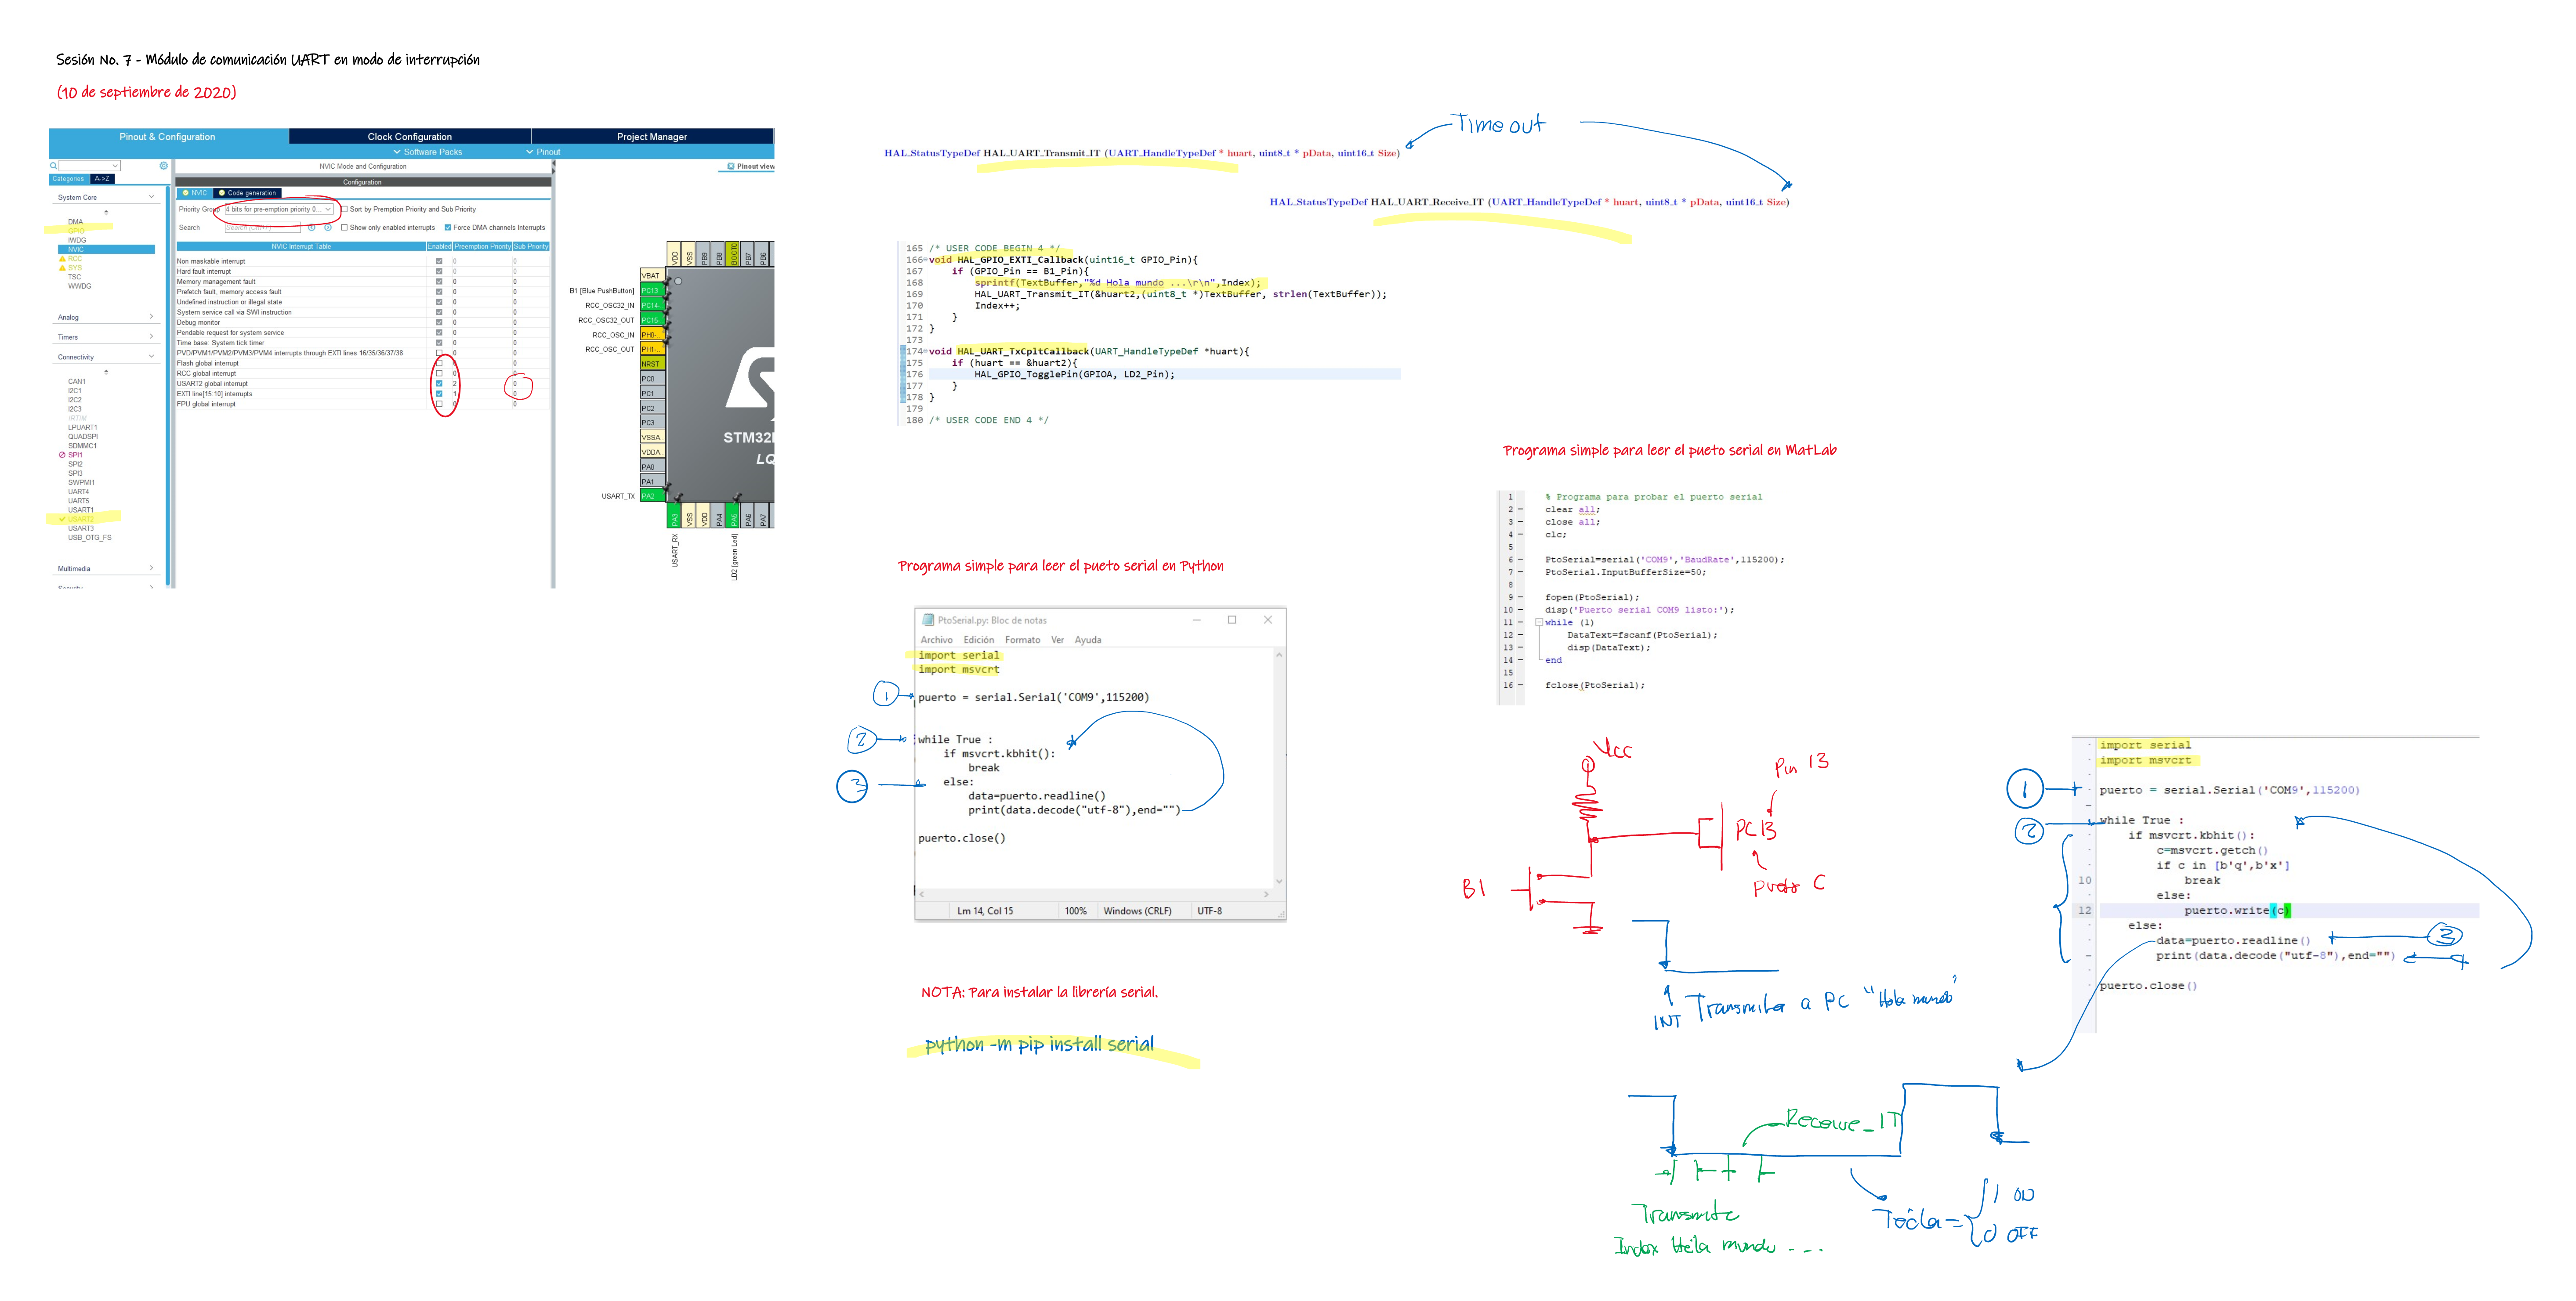 Sesión No. 7 - Módulo de comunicación UART en modo de interrupción
(10 de septiembre de 2020)
Pinout & Configuration
Clock Configuration
Project Manager
Software Packs
Pinout
NVIC Mode and Configuration
Pinout view
Categories
A->Z
Configuration
NVIC
Code generation
System Core
Priority Group
4 bits for pre-emption priority 0...
Sort by Premption Priority and Sub Priority
Search
Show only enabled interrupts
Force DMA channels Interrupts
DMA
GPIO
IWDG
NVIC
RCC
SYS
TSC
WWDG
Analog
Timers
Connectivity
CAN1
I2C1
I2C2
I2C3
IRTIM
LPUART1
QUADSPI
SDMMC1
SPI1
SPI2
SPI3
SWPMI1
UART4
UART5
USART1
USART2
USART3
USB_OTG_FS
Multimedia
NVIC Interrupt Table Enabled Preemption Priority Sub Priority
Non maskable interrupt 0 0
Hard fault interrupt 0 0
Memory management fault 0 0
Prefetch fault, memory access fault 0 0
Undefined instruction or illegal state 0 0
System service call via SWI instruction 0 0
Debug monitor 0 0
Pendable request for system service 0 0
Time base: System tick timer 0 0
PVD/PVM1/PVM2/PVM3/PVM4 interrupts through EXTI lines 16/35/36/37/38 0 0
Flash global interrupt 0 0
RCC global interrupt 0 0
USART2 global interrupt 2 0
EXTI line[15:10] interrupts 1 0
FPU global interrupt 0 0
VDD
VSS
PB9
PB8
BOOT0
PB7
PB6
VBAT
B1 [Blue PushButton] PC13
RCC_OSC32_IN PC14-
RCC_OSC32_OUT PC15-
RCC_OSC_IN PH0-
RCC_OSC_OUT PH1-
NRST
PC0
PC1
PC2
PC3
VSSA
VDDA
PA0
PA1
USART_TX PA2
STM32
LQ
PA3
VSS
VDD
PA4
PA5
PA6
PA7
USART_RX
LD2 [green Led]
Time out
HAL_StatusTypeDef HAL_UART_Transmit_IT (UART_HandleTypeDef * huart, uint8_t * pData, uint16_t Size)
HAL_StatusTypeDef HAL_UART_Receive_IT (UART_HandleTypeDef * huart, uint8_t * pData, uint16_t Size)
165 /* USER CODE BEGIN 4 */
166 void HAL_GPIO_EXTI_Callback(uint16_t GPIO_Pin){
167 if (GPIO_Pin == B1_Pin){
168 sprintf(TextBuffer,"%d Hola mundo ...\r\n",Index);
169 HAL_UART_Transmit_IT(&huart2,(uint8_t *)TextBuffer, strlen(TextBuffer));
170 Index++;
171 }
172 }
173
174 void HAL_UART_TxCpltCallback(UART_HandleTypeDef *huart){
175 if (huart == &huart2){
176 HAL_GPIO_TogglePin(GPIOA, LD2_Pin);
177 }
178 }
179
180 /* USER CODE END 4 */
Programa simple para leer el pueto serial en Python
PtoSerial.py: Bloc de notas
Archivo Edición Formato Ver Ayuda
import serial
import msvcrt
1
puerto = serial.Serial('COM9',115200)
2
while True :
if msvcrt.kbhit():
break
3
else:
data=puerto.readline()
print(data.decode("utf-8"),end="")
puerto.close()
Lm 14, Col 15 100% Windows (CRLF) UTF-8
NOTA: Para instalar la librería serial.
python -m pip install serial
Programa simple para leer el pueto serial en MatLab
1 % Programa para probar el puerto serial
2 clear all;
3 close all;
4 clc;
5
6 PtoSerial=serial('COM9','BaudRate',115200);
7 PtoSerial.InputBufferSize=50;
8
9 fopen(PtoSerial);
10 disp('Puerto serial COM9 listo:');
11 while (1)
12 DataText=fscanf(PtoSerial);
13 disp(DataText);
14 end
15
16 fclose(PtoSerial);
Vcc
Pin 13
PC13
Puerto C
B1
INT Transmitir a PC "Hola mundo"
Receive_IT
Transmite
Index Hola mundo ...
Tecla = 1 ON
0 OFF
import serial
import msvcrt
1
puerto = serial.Serial('COM9',115200)
2
while True :
if msvcrt.kbhit():
c=msvcrt.getch()
if c in [b'q',b'x']
10 break
else:
12 puerto.write(c)
else:
data=puerto.readline() 3
print(data.decode("utf-8"),end="") 4
puerto.close()